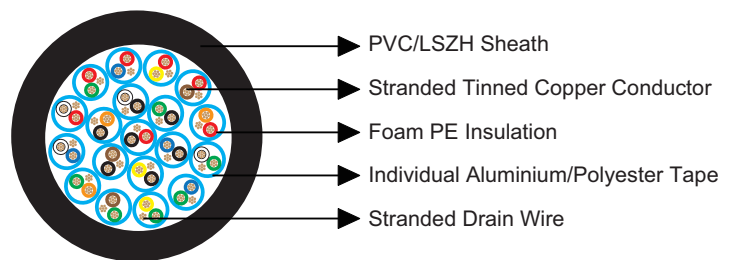 PVC/LSZH Sheath
Stranded Tinned Copper Conductor
Foam PE Insulation
Individual Aluminium/Polyester Tape
Stranded Drain Wire